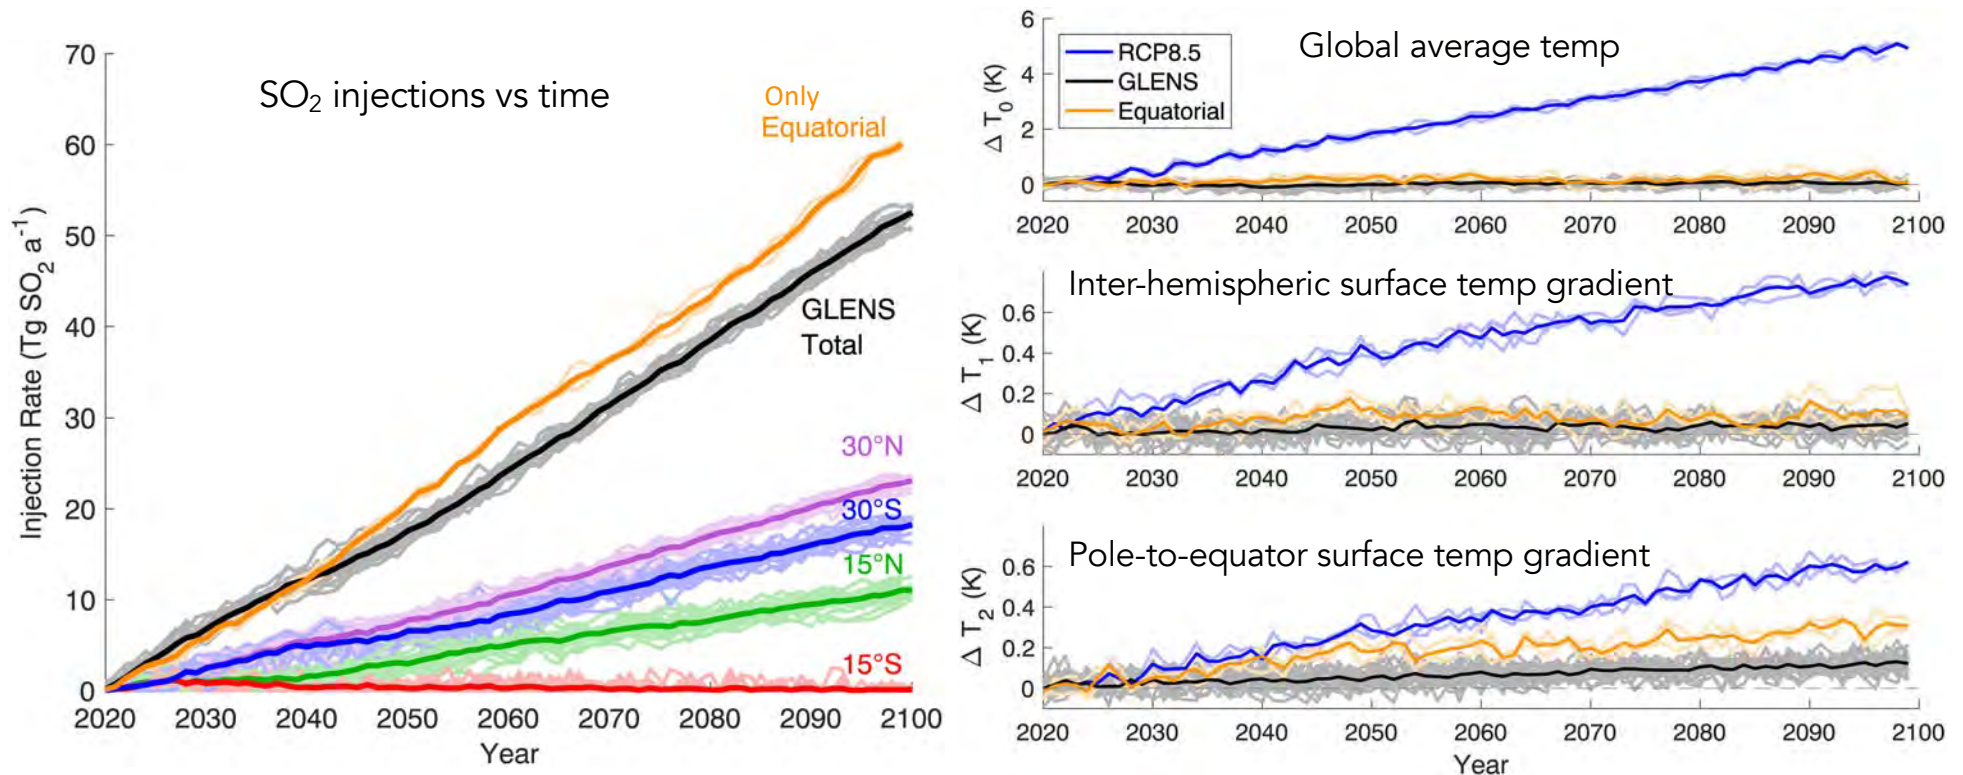 SO2 injections vs time
Injection Rate (Tg SO2 a-1)
70
60
50
40
30
20
10
0
Only
Equatorial
GLENS
Total
30°N
30°S
15°N
15°S
2020 2030 2040 2050 2060 2070 2080 2090 2100
Year
Global average temp
Δ T0 (K)
6
4
2
0
RCP8.5
GLENS
Equatorial
2020 2030 2040 2050 2060 2070 2080 2090 2100
Inter-hemispheric surface temp gradient
Δ T1 (K)
0.6
0.4
0.2
0
2020 2030 2040 2050 2060 2070 2080 2090 2100
Pole-to-equator surface temp gradient
Δ T2 (K)
0.6
0.4
0.2
0
2020 2030 2040 2050 2060 2070 2080 2090 2100
Year